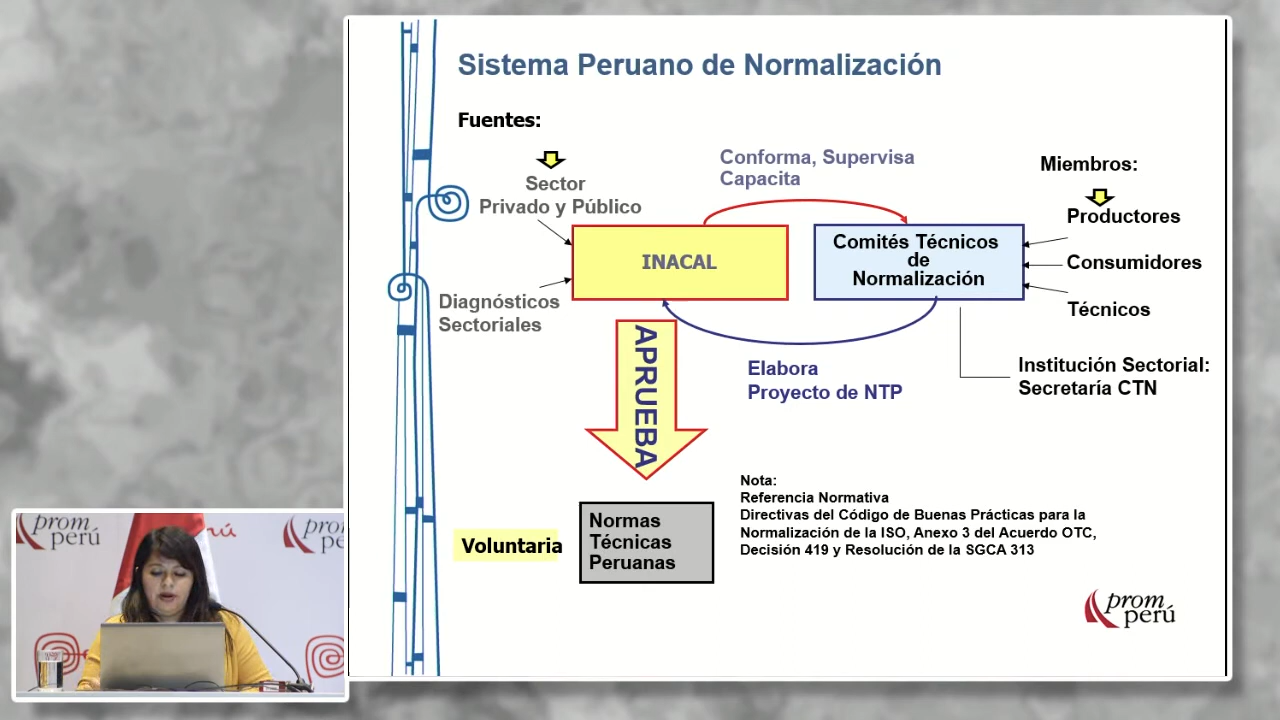 Sistema Peruano de Normalización
Fuentes:
Sector
Privado y Público
Diagnósticos
Sectoriales
INACAL
Conforma, Supervisa
Capacita
Comités Técnicos
de
Normalización
Miembros:
Productores
Consumidores
Técnicos
Institución Sectorial:
Secretaría CTN
Elabora
Proyecto de NTP
APRUEBA
Voluntaria
Normas
Técnicas
Peruanas
Nota:
Referencia Normativa
Directivas del Código de Buenas Prácticas para la
Normalización de la ISO, Anexo 3 del Acuerdo OTC,
Decisión 419 y Resolución de la SGCA 313
prom
perú
prom
perú
prom
pe